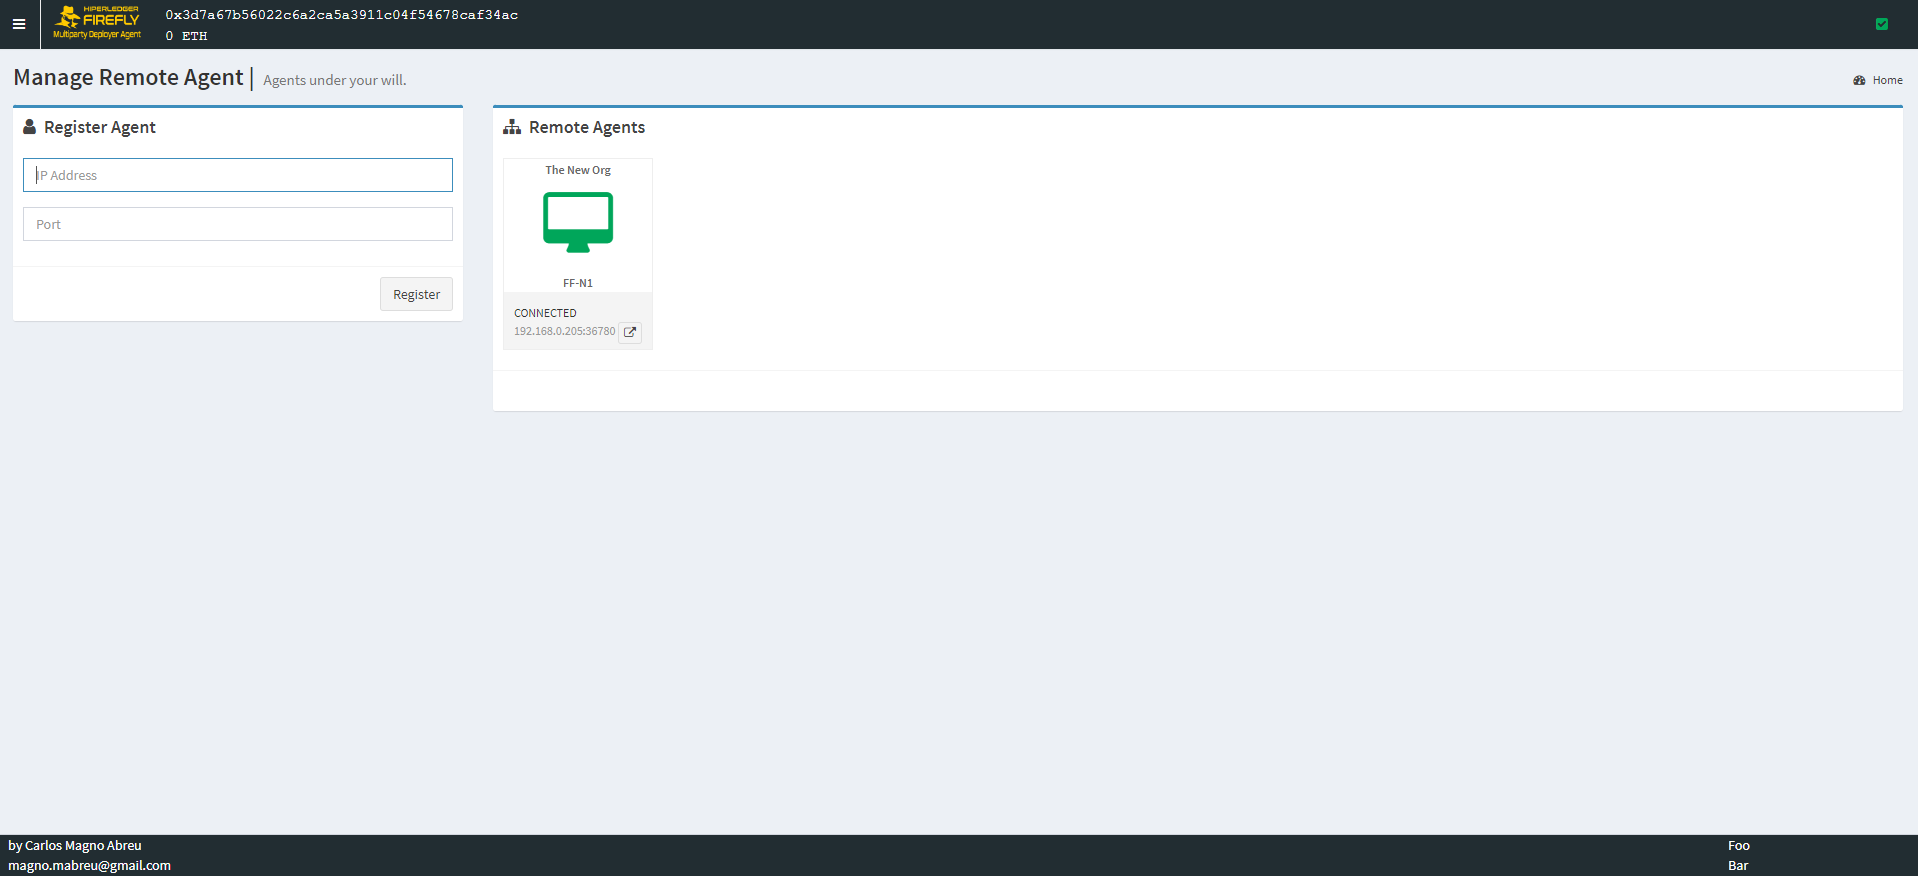 HIPERLEDGER
FIREFLY
Multiparty Deployer Agent
0x3d7a67b56022c6a2ca5a3911c04f54678caf34ac
0 ETH
Manage Remote Agent | Agents under your will.
Home
Register Agent
IP Address
Port
Register
Remote Agents
The New Org
FF-N1
CONNECTED
192.168.0.205:36780
by Carlos Magno Abreu
magno.mabreu@gmail.com
Foo
Bar